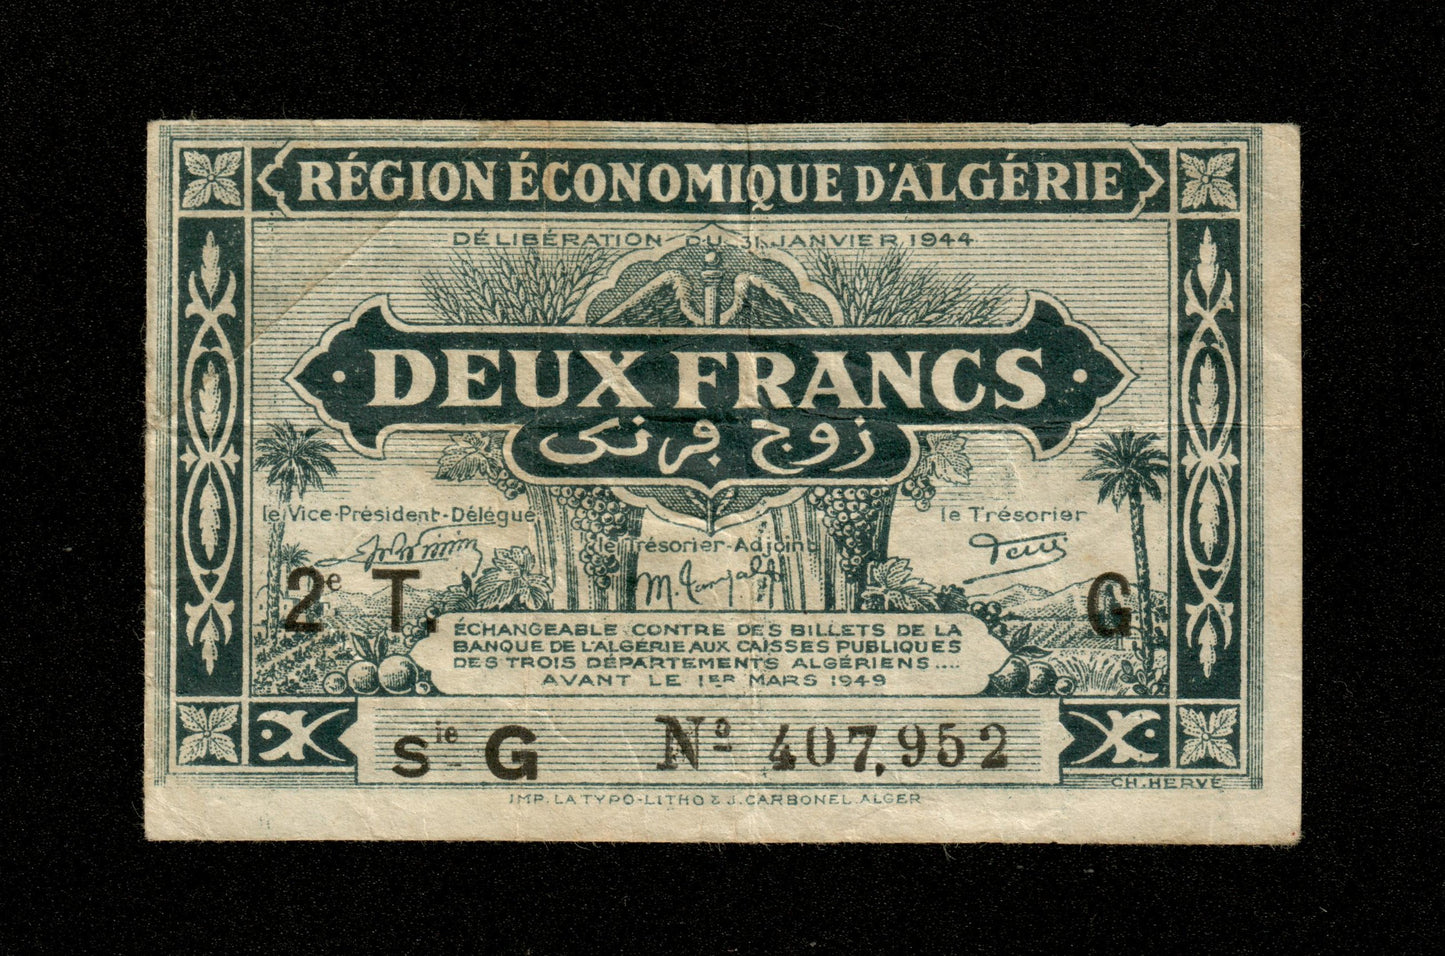 RÉGION ÉCONOMIQUE D'ALGÉRIE
DÉLIBÉRATION DU 31 JANVIER 1944
DEUX FRANCS
زوج فرنك
le Vice-Président-Délégué
le Trésorier-Adjoint
le Trésorier
2e T.
G
ÉCHANGEABLE CONTRE DES BILLETS DE LA
BANQUE DE L'ALGÉRIE AUX CAISSES PUBLIQUES
DES TROIS DÉPARTEMENTS ALGÉRIENS....
AVANT LE 1ER MARS 1949
Sie G No 407,952
CH. HERVÉ
IMP. LA TYPO-LITHO & J. CARBONEL ALGER